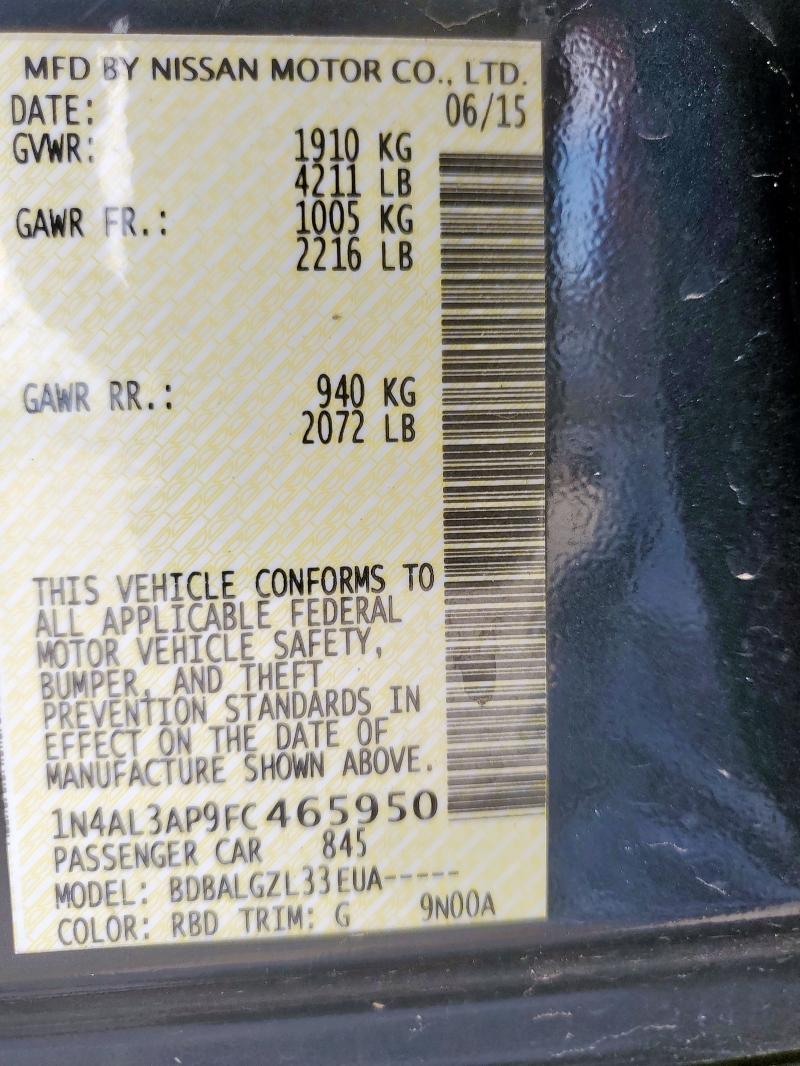 MFD BY NISSAN MOTOR CO., LTD.
DATE: 06/15
GVWR: 1910 KG
4211 LB
GAWR FR.: 1005 KG
2216 LB
GAWR RR.: 940 KG
2072 LB
THIS VEHICLE CONFORMS TO
ALL APPLICABLE FEDERAL
MOTOR VEHICLE SAFETY,
BUMPER, AND THEFT
PREVENTION STANDARDS IN
EFFECT ON THE DATE OF
MANUFACTURE SHOWN ABOVE.
1N4AL3AP9FC465950
PASSENGER CAR 845
MODEL: BDBALGZL33EUA-----
COLOR: RBD TRIM: G 9N00A